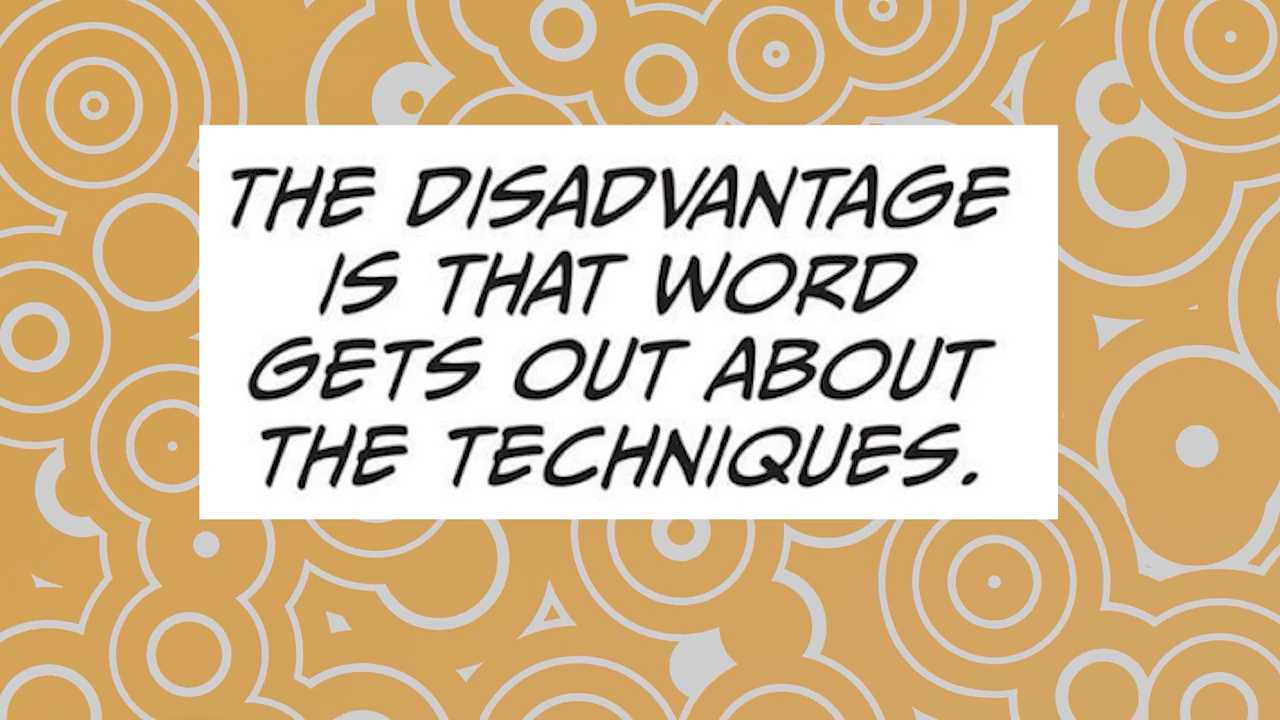 THE DISADVANTAGE
IS THAT WORD
GETS OUT ABOUT
THE TECHNIQUES.